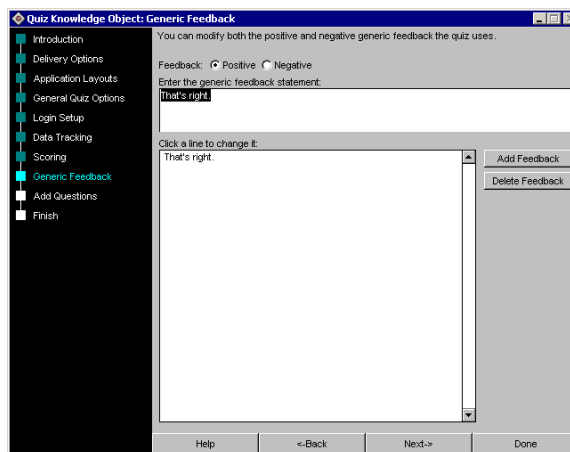 Quiz Knowledge Object: Generic Feedback
Introduction
Delivery Options
Application Layouts
General Quiz Options
Login Setup
Data Tracking
Scoring
Generic Feedback
Add Questions
Finish
You can modify both the positive and negative generic feedback the quiz uses.
Feedback: Positive Negative
Enter the generic feedback statement:
That's right.
Click a line to change it:
That's right.
Add Feedback
Delete Feedback
Help <-Back Next-> Done